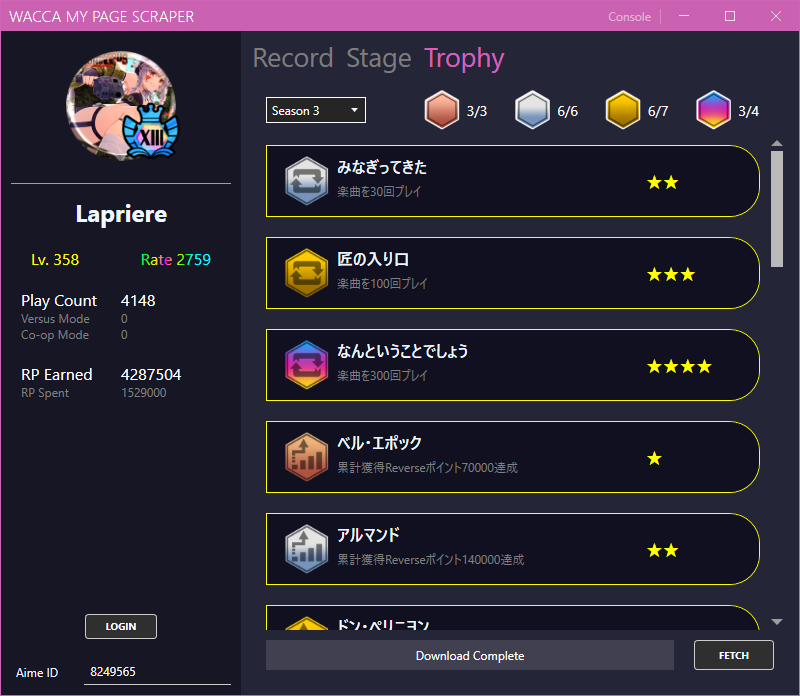 WACCA MY PAGE SCRAPER
Console
XIII
Lapriere
Lv. 358
Rate 2759
Play Count 4148
Versus Mode 0
Co-op Mode 0
RP Earned 4287504
RP Spent 1529000
LOGIN
Aime ID 8249565
Record Stage Trophy
Season 3
3/3
6/6
6/7
3/4
みなぎってきた
楽曲を30回プレイ
★★
匠の入り口
楽曲を100回プレイ
★★★
なんということでしょう
楽曲を300回プレイ
★★★★
ベル・エポック
累計獲得Reverseポイント70000達成
★
アルマンド
累計獲得Reverseポイント140000達成
★★
ドン・ペリニヨン
Download Complete
FETCH